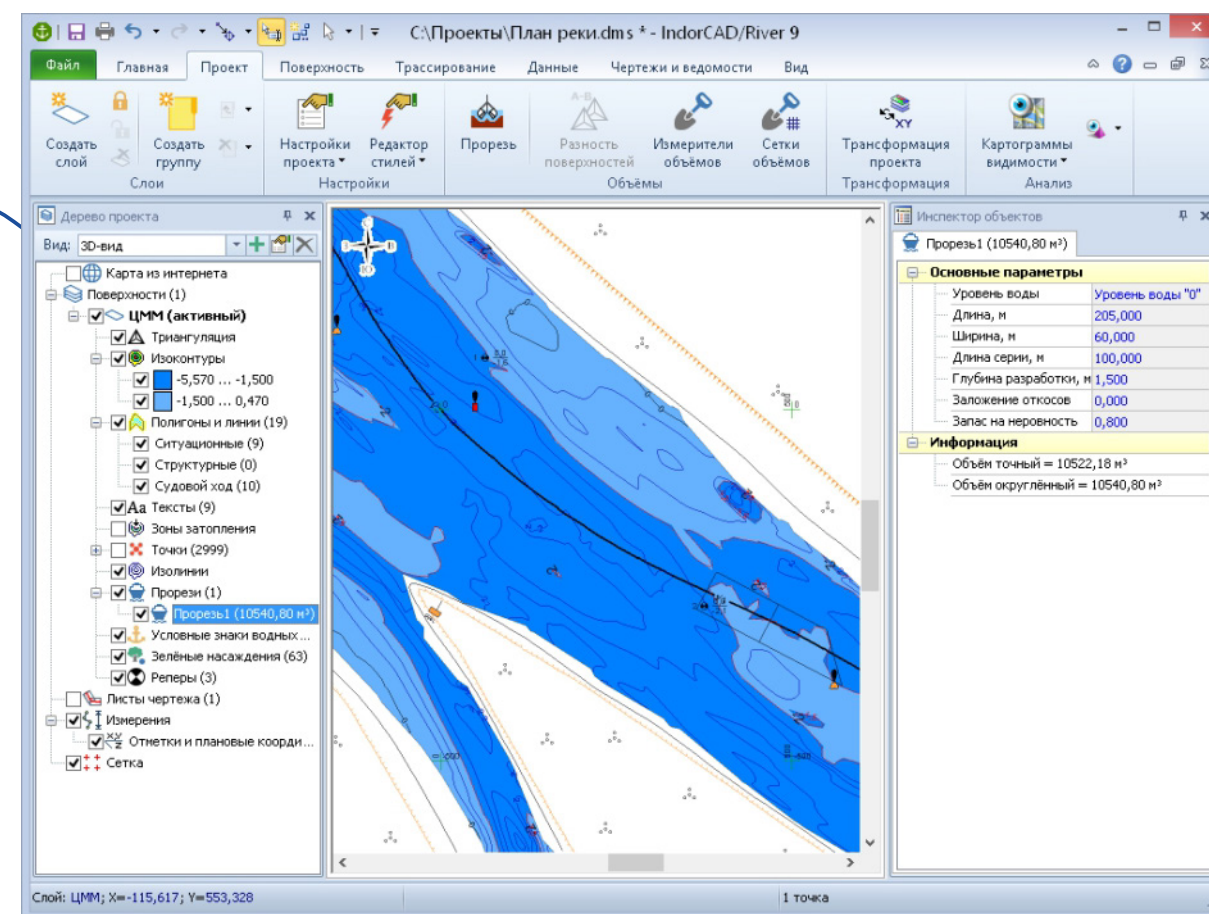 C:\Проекты\План реки.dms * - IndorCAD/River 9
Файл Главная Проект Поверхность Трассирование Данные Чертежи и ведомости Вид
Создать слой
Создать группу
Слои
Настройки проекта
Редактор стилей
Настройки
Прорезь
A-B
Разность поверхностей
Измерители объёмов
Сетки объёмов
Объёмы
XY
Трансформация проекта
Трансформация
Картограммы видимости
Анализ
Дерево проекта
Вид: 3D-вид
Карта из интернета
Поверхности (1)
ЦММ (активный)
Триангуляция
Изоконтуры
-5,570 ... -1,500
-1,500 ... 0,470
Полигоны и линии (19)
Ситуационные (9)
Структурные (0)
Судовой ход (10)
Aa Тексты (9)
Зоны затопления
Точки (2999)
Изолинии
Прорези (1)
Прорезь1 (10540,80 м³)
Условные знаки водных ...
Зелёные насаждения (63)
Реперы (3)
Листы чертежа (1)
Измерения
Отметки и плановые коорди...
Сетка
Инспектор объектов
Прорезь1 (10540,80 м³)
Основные параметры
Уровень воды Уровень воды "0"
Длина, м 205,000
Ширина, м 60,000
Длина серии, м 100,000
Глубина разработки, м 1,500
Заложение откосов 0,000
Запас на неровность 0,800
Информация
Объём точный = 10522,18 м³
Объём округлённый = 10540,80 м³
Слой: ЦММ; X=-115,617; Y=553,328
1 точка